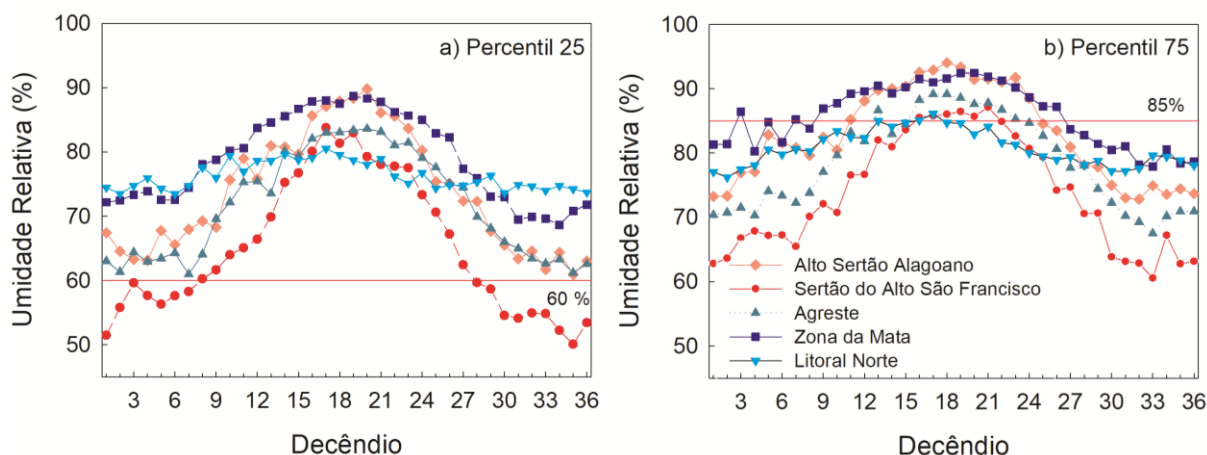 a) Percentil 25
Umidade Relativa (%)
100
90
80
70
60
50
60 %
3 6 9 12 15 18 21 24 27 30 33 36
Decêndio
b) Percentil 75
Umidade Relativa (%)
100
90
80
70
60
50
85%
Alto Sertão Alagoano
Sertão do Alto São Francisco
Agreste
Zona da Mata
Litoral Norte
3 6 9 12 15 18 21 24 27 30 33 36
Decêndio